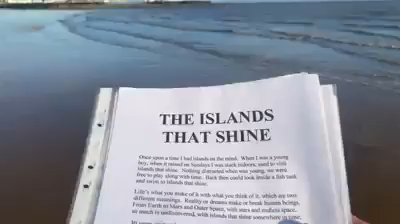 THE ISLANDS
THAT SHINE
Once upon a time I had islands on the mind. When I was a young
boy, when it rained on Sundays I was stuck indoors, used to visit
islands that shine. Nothing distracted when was young, we were
free to play along with time. Back then could look inside a fish tank
and swim to islands that shine.
Life's what you make of it with what you think of it, which are two
different meanings. Reality or dreams make or break human beings.
From Earth to Mars and Outer Space, with stars and endless space,
so much to understand, with islands that shine somewhere in time,